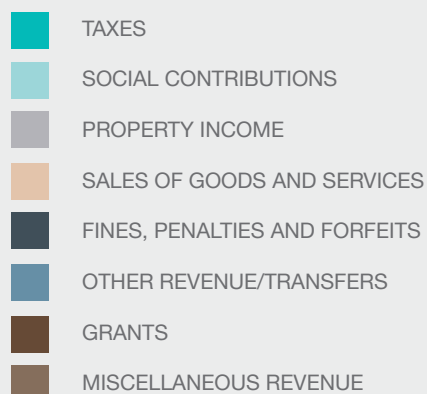 TAXES
SOCIAL CONTRIBUTIONS
PROPERTY INCOME
SALES OF GOODS AND SERVICES
FINES, PENALTIES AND FORFEITS
OTHER REVENUE/TRANSFERS
GRANTS
MISCELLANEOUS REVENUE